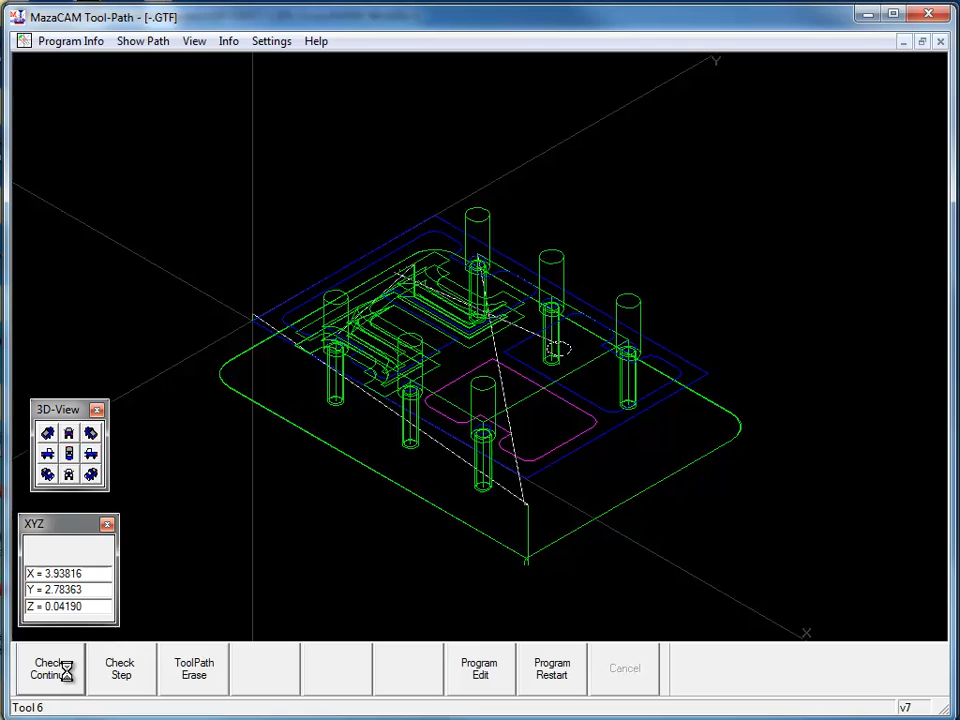 MazaCAM Tool-Path - [-.GTF]
Program Info Show Path View Info Settings Help
Y
3D-View
XYZ
X = 3.93816
Y = 2.78363
Z = 0.04190
X
Check
Check Step
ToolPath Erase
Program Edit
Program Restart
Cancel
Tool 6
v7